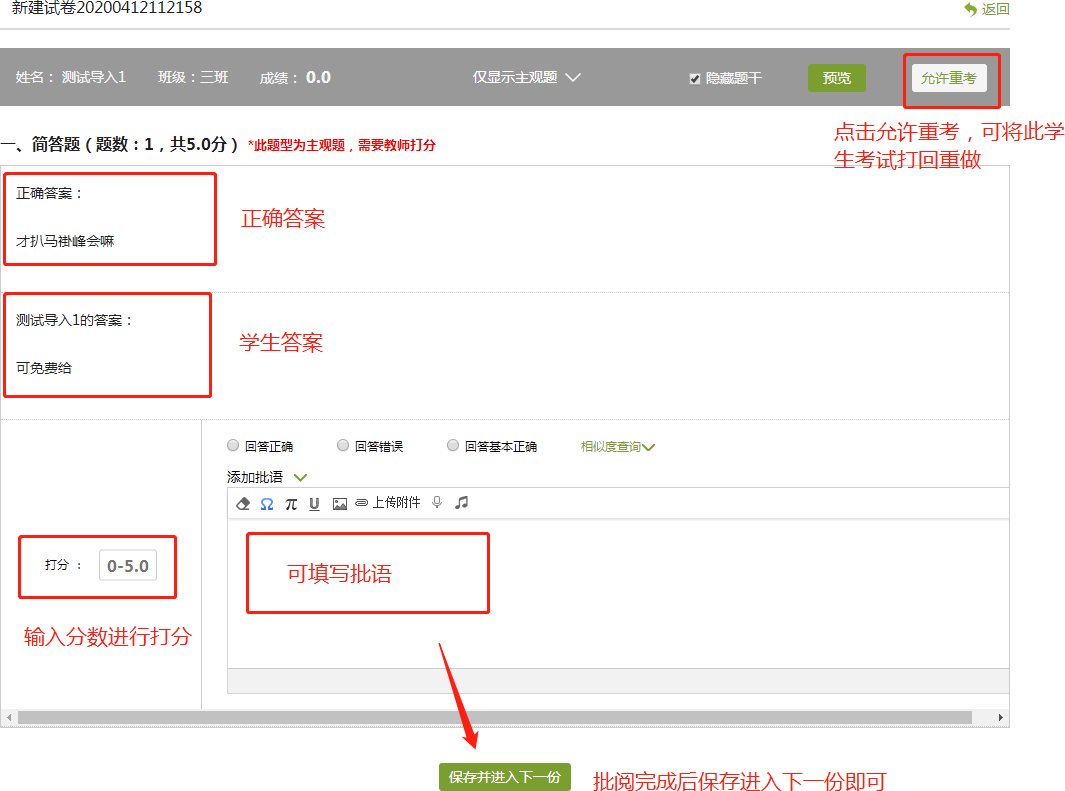 新建试卷20200412112158
返回
姓名： 测试导入1 班级：三班 成绩： 0.0 仅显示主观题 隐藏题干 预览 允许重考
点击允许重考，可将此学
生考试打回重做
一、简答题（题数：1，共5.0分） *此题型为主观题，需要教师打分
正确答案：
才扒马褂峰会嘛
正确答案
测试导入1的答案：
可免费给
学生答案
回答正确 回答错误 回答基本正确 相似度查询
添加批语
Ω π U 上传附件
可填写批语
打分 ： 0-5.0
输入分数进行打分
保存并进入下一份
批阅完成后保存进入下一份即可